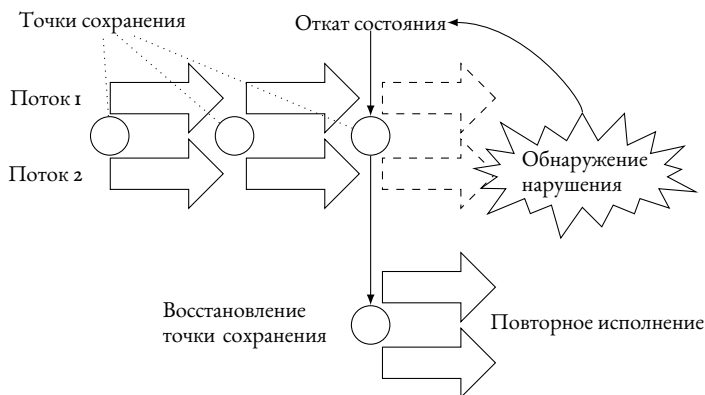 Точки сохранения
Откат состояния
Поток 1
Поток 2
Обнаружение
нарушения
Восстановление
точки сохранения
Повторное исполнение